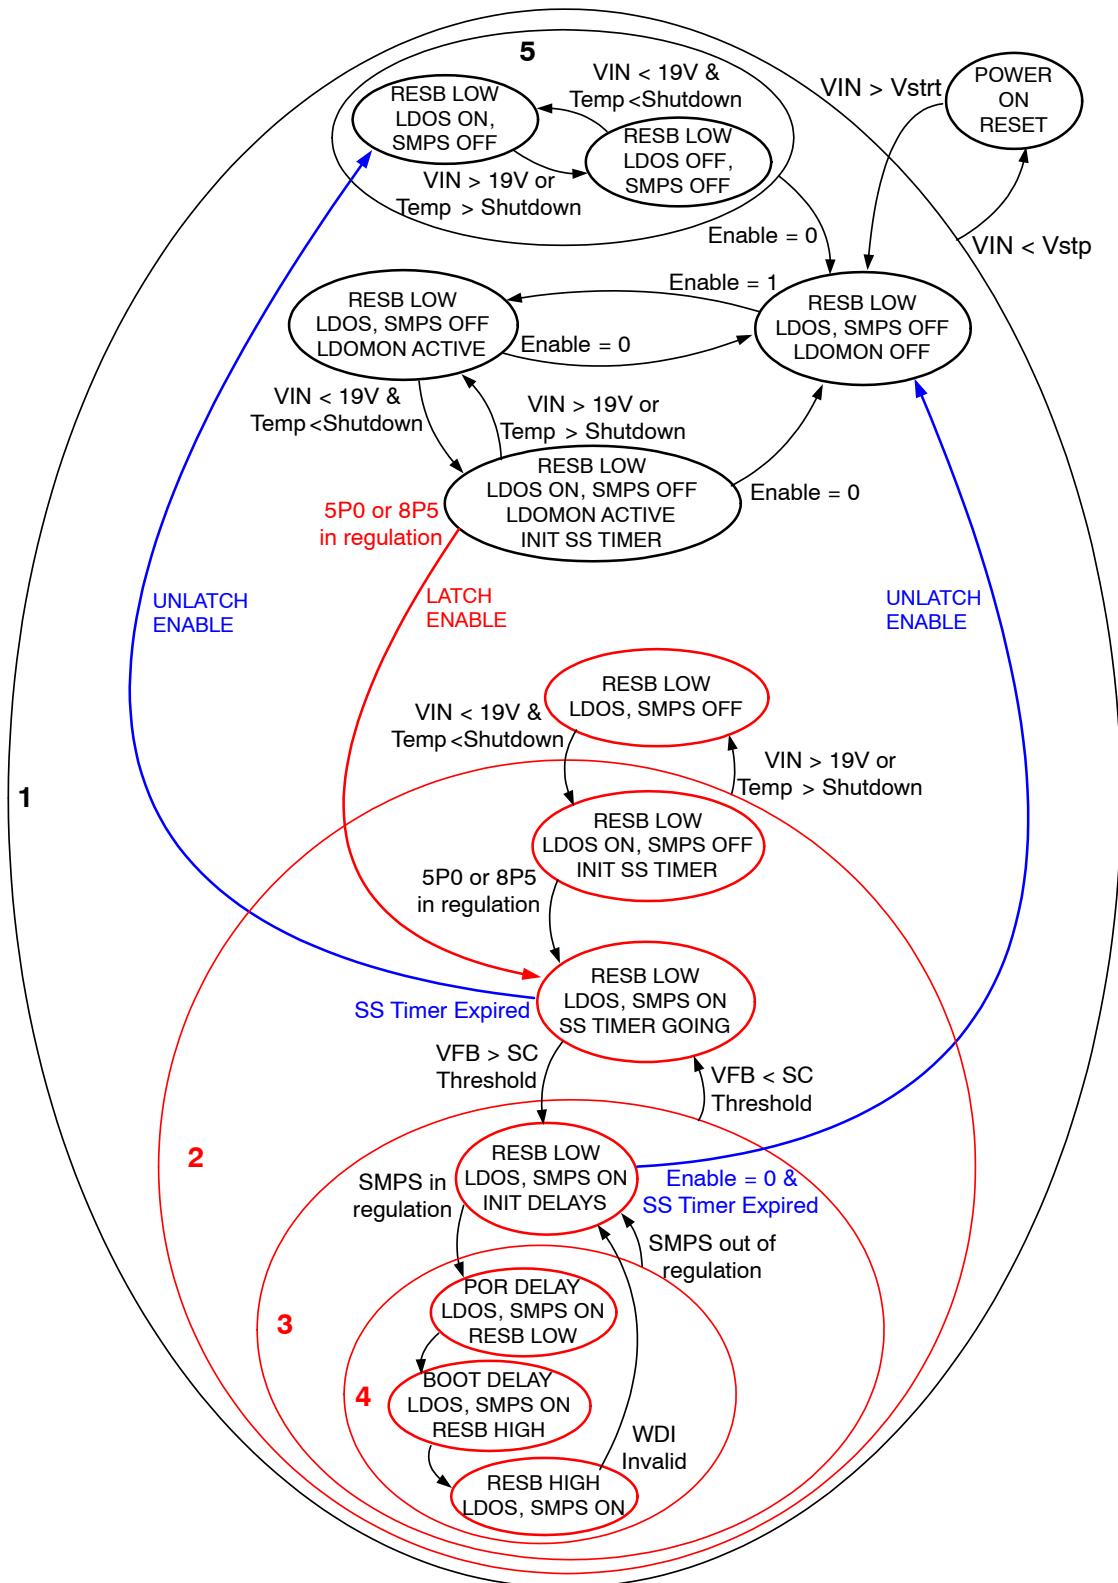 5
VIN < 19V &
Temp <Shutdown
RESB LOW
LDOS ON,
SMPS OFF
RESB LOW
LDOS OFF,
SMPS OFF
VIN > 19V or
Temp > Shutdown
VIN > Vstrt
POWER
ON
RESET
VIN < Vstp
Enable = 0
Enable = 1
RESB LOW
LDOS, SMPS OFF
LDOMON ACTIVE
RESB LOW
LDOS, SMPS OFF
LDOMON OFF
Enable = 0
VIN < 19V &
Temp <Shutdown
VIN > 19V or
Temp > Shutdown
RESB LOW
LDOS ON, SMPS OFF
LDOMON ACTIVE
INIT SS TIMER
Enable = 0
5P0 or 8P5
in regulation
UNLATCH
ENABLE
LATCH
ENABLE
UNLATCH
ENABLE
RESB LOW
LDOS, SMPS OFF
VIN < 19V &
Temp <Shutdown
VIN > 19V or
Temp > Shutdown
1
RESB LOW
LDOS ON, SMPS OFF
INIT SS TIMER
5P0 or 8P5
in regulation
RESB LOW
LDOS, SMPS ON
SS TIMER GOING
SS Timer Expired
VFB > SC
Threshold
VFB < SC
Threshold
2
RESB LOW
LDOS, SMPS ON
INIT DELAYS
Enable = 0 &
SS Timer Expired
SMPS in
regulation
SMPS out of
regulation
3
POR DELAY
LDOS, SMPS ON
RESB LOW
4
BOOT DELAY
LDOS, SMPS ON
RESB HIGH
WDI
Invalid
RESB HIGH
LDOS, SMPS ON